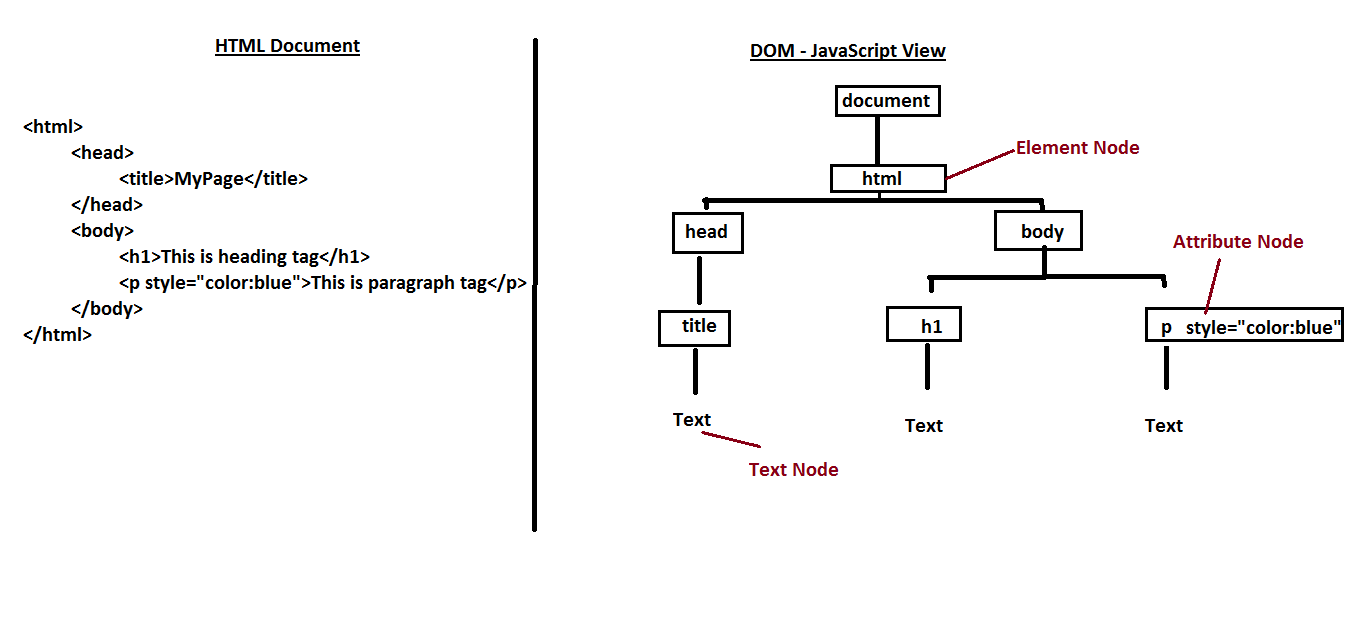 HTML Document
<html>
<head>
<title>MyPage</title>
</head>
<body>
<h1>This is heading tag</h1>
<p style="color:blue">This is paragraph tag</p>
</body>
</html>
DOM - JavaScript View
document
Element Node
html
head
body
Attribute Node
title
h1
p style="color:blue"
Text
Text
Text
Text Node